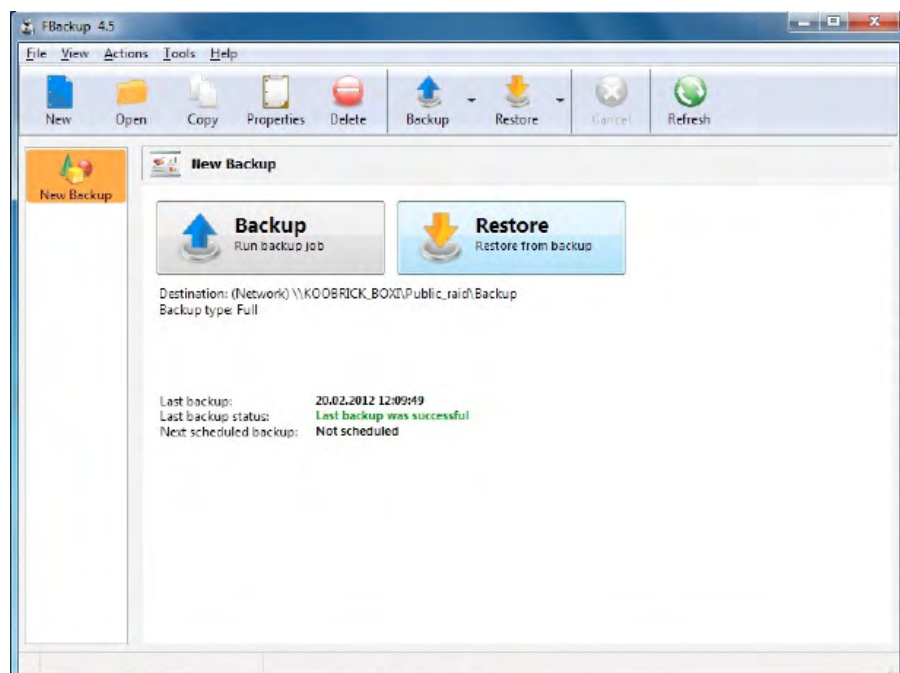 FBackup 4.5
File View Actions Tools Help
New Open Copy Properties Delete Backup Restore Cancel Refresh
New Backup
New Backup
Backup
Run backup job
Restore
Restore from backup
Destination: (Network) \\KOOBRICK_BOXI\Public_raid\Backup
Backup type: Full
Last backup: 20.02.2012 12:09:49
Last backup status: Last backup was successful
Next scheduled backup: Not scheduled